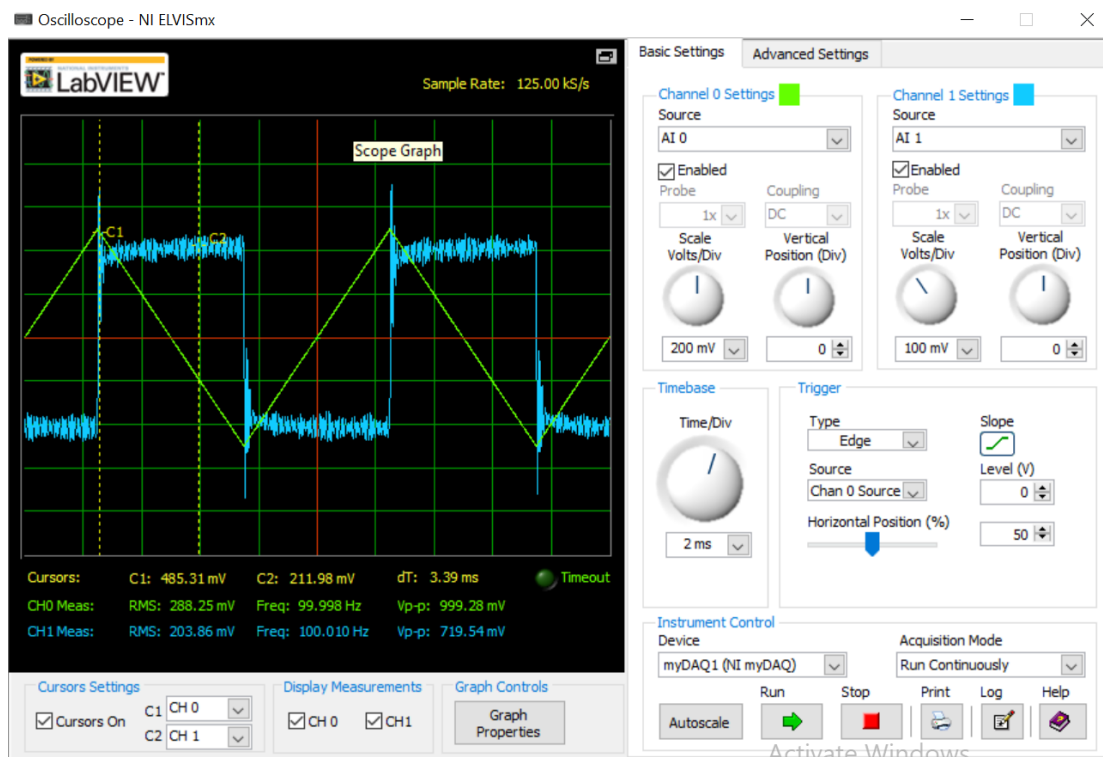 Oscilloscope - NI ELVISmx
POWERED BY
NATIONAL INSTRUMENTS
LabVIEW™
Sample Rate: 125.00 kS/s
Scope Graph
C1
C2
Cursors: C1: 485.31 mV C2: 211.98 mV dT: 3.39 ms Timeout
CH0 Meas: RMS: 288.25 mV Freq: 99.998 Hz Vp-p: 999.28 mV
CH1 Meas: RMS: 203.86 mV Freq: 100.010 Hz Vp-p: 719.54 mV
Cursors Settings
Cursors On
C1 CH 0
C2 CH 1
Display Measurements
CH 0 CH1
Graph Controls
Graph
Properties
Basic Settings Advanced Settings
Channel 0 Settings
Source
AI 0
Enabled
Probe Coupling
1x DC
Scale Vertical
Volts/Div Position (Div)
200 mV 0
Channel 1 Settings
Source
AI 1
Enabled
Probe Coupling
1x DC
Scale Vertical
Volts/Div Position (Div)
100 mV 0
Timebase
Time/Div
2 ms
Trigger
Type Slope
Edge
Source Level (V)
Chan 0 Source 0
Horizontal Position (%)
50
Instrument Control
Device Acquisition Mode
myDAQ1 (NI myDAQ) Run Continuously
Run Stop Print Log Help
Autoscale
Activate Windows